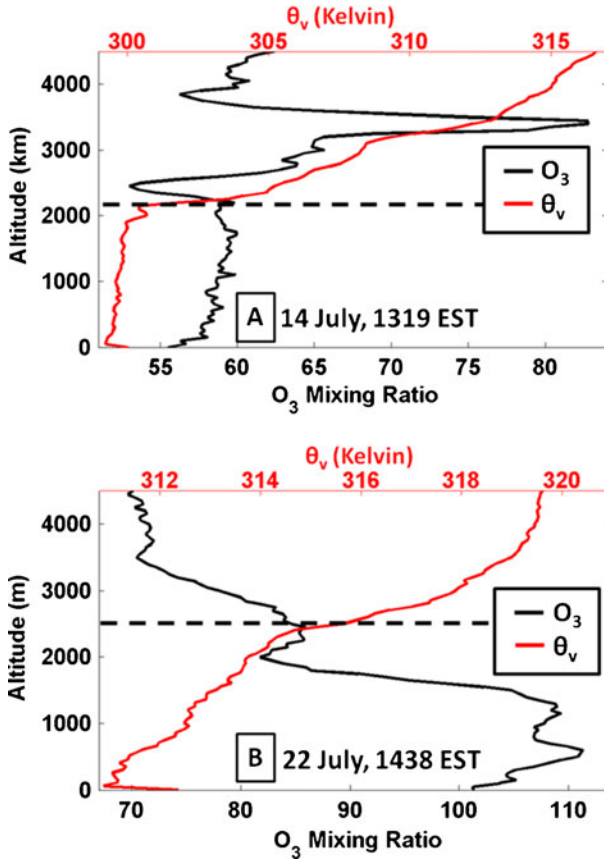 θv (Kelvin)
300 305 310 315
4000
3000
2000
1000
0
Altitude (km)
O3
θv
A 14 July, 1319 EST
55 60 65 70 75 80
O3 Mixing Ratio
θv (Kelvin)
312 314 316 318 320
4000
3000
2000
1000
0
Altitude (m)
O3
θv
B 22 July, 1438 EST
70 80 90 100 110
O3 Mixing Ratio